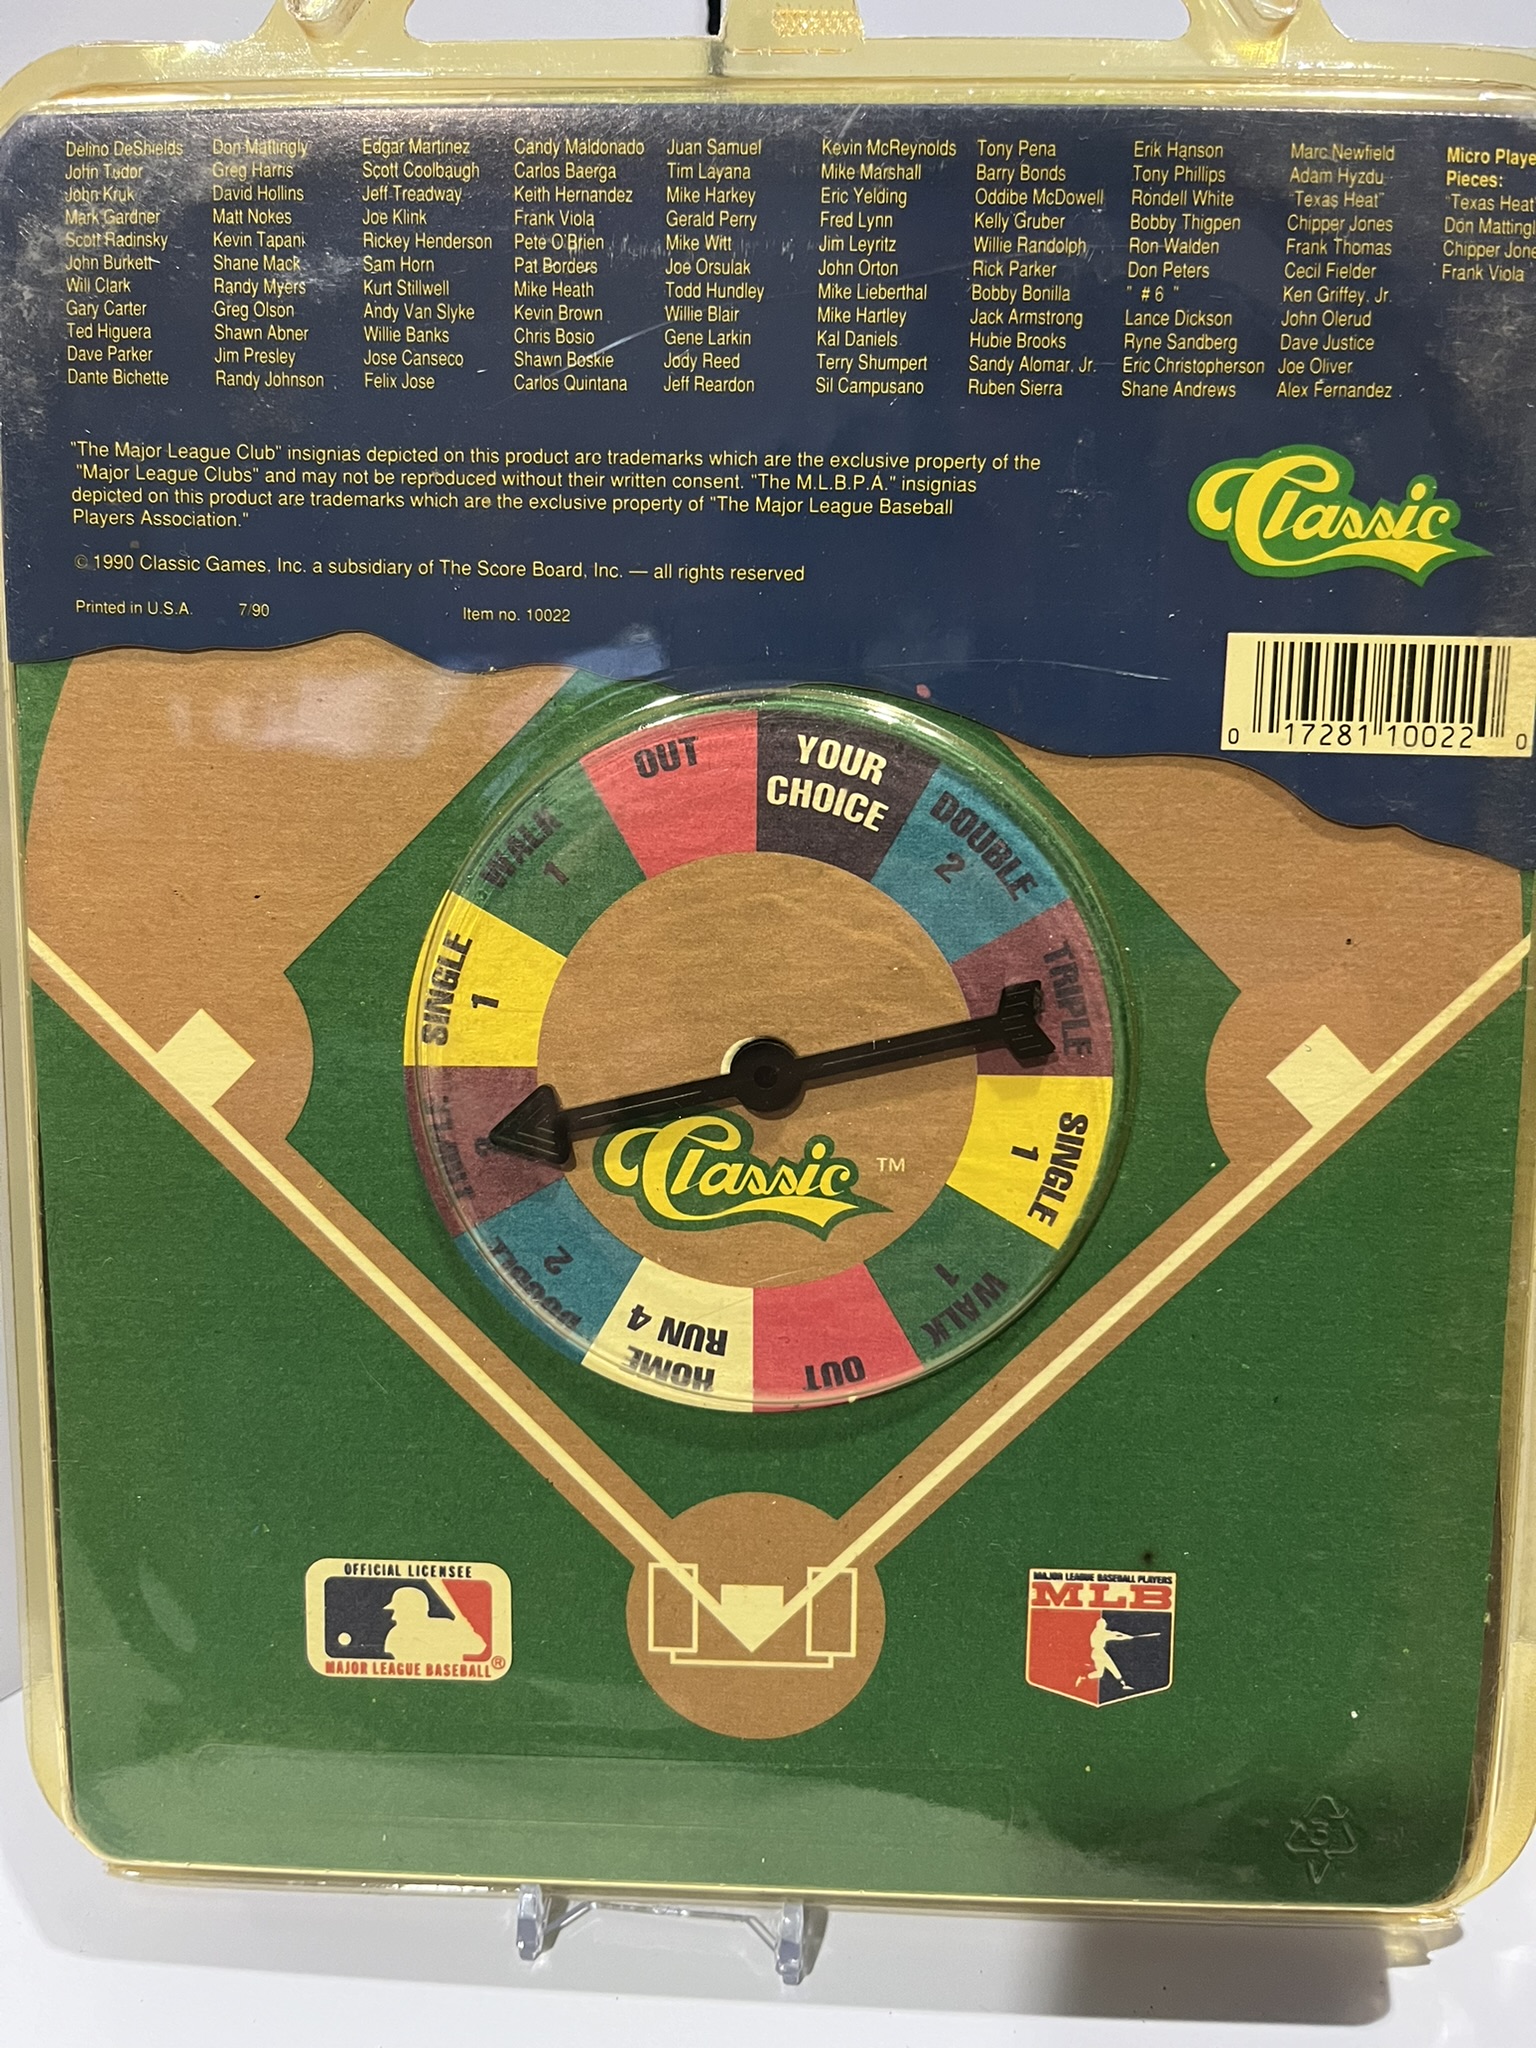 Delino DeShields
John Tudor
John Kruk
Mark Gardner
Scott Radinsky
John Burkett
Will Clark
Gary Carter
Ted Higuera
Dave Parker
Dante Bichette
Don Mattingly
Greg Harris
David Hollins
Matt Nokes
Kevin Tapani
Shane Mack
Randy Myers
Greg Olson
Shawn Abner
Jim Presley
Randy Johnson
Edgar Martinez
Scott Coolbaugh
Jeff Treadway
Joe Klink
Rickey Henderson
Sam Horn
Kurt Stillwell
Andy Van Slyke
Willie Banks
Jose Canseco
Felix Jose
Candy Maldonado
Carlos Baerga
Keith Hernandez
Frank Viola
Pete O'Brien
Pat Borders
Mike Heath
Kevin Brown
Chris Bosio
Shawn Boskie
Carlos Quintana
Juan Samuel
Tim Layana
Mike Harkey
Gerald Perry
Mike Witt
Joe Orsulak
Todd Hundley
Willie Blair
Gene Larkin
Jody Reed
Jeff Reardon
Kevin McReynolds
Mike Marshall
Eric Yelding
Fred Lynn
Jim Leyritz
John Orton
Mike Lieberthal
Mike Hartley
Kal Daniels
Terry Shumpert
Sil Campusano
Tony Pena
Barry Bonds
Oddibe McDowell
Kelly Gruber
Willie Randolph
Rick Parker
Bobby Bonilla
Jack Armstrong
Hubie Brooks
Sandy Alomar, Jr.
Ruben Sierra
Erik Hanson
Tony Phillips
Rondell White
Bobby Thigpen
Ron Walden
Don Peters
" # 6 "
Lance Dickson
Ryne Sandberg
Eric Christopherson
Shane Andrews
Marc Newfield
Adam Hyzdu
"Texas Heat"
Chipper Jones
Frank Thomas
Cecil Fielder
Ken Griffey, Jr.
John Olerud
Dave Justice
Joe Oliver
Alex Fernandez
Micro Playe
Pieces:
"Texas Heat
Don Mattingl
Chipper Jone
Frank Viola
"The Major League Club" insignias depicted on this product are trademarks which are the exclusive property of the
"Major League Clubs" and may not be reproduced without their written consent. "The M.L.B.P.A." insignias
depicted on this product are trademarks which are the exclusive property of "The Major League Baseball
Players Association."
© 1990 Classic Games, Inc. a subsidiary of The Score Board, Inc. — all rights reserved
Printed in U.S.A. 7/90 Item no. 10022
Classic
0 17281 10022 0
YOUR
CHOICE
DOUBLE
2
TRIPLE
SINGLE
1
WALK
1
OUT
HOME
RUN 4
DOUBLE
2
SINGLE
1
WALK
1
OUT
Classic TM
OFFICIAL LICENSEE
MAJOR LEAGUE BASEBALL ®
MAJOR LEAGUE BASEBALL PLAYERS
MLB
3
V